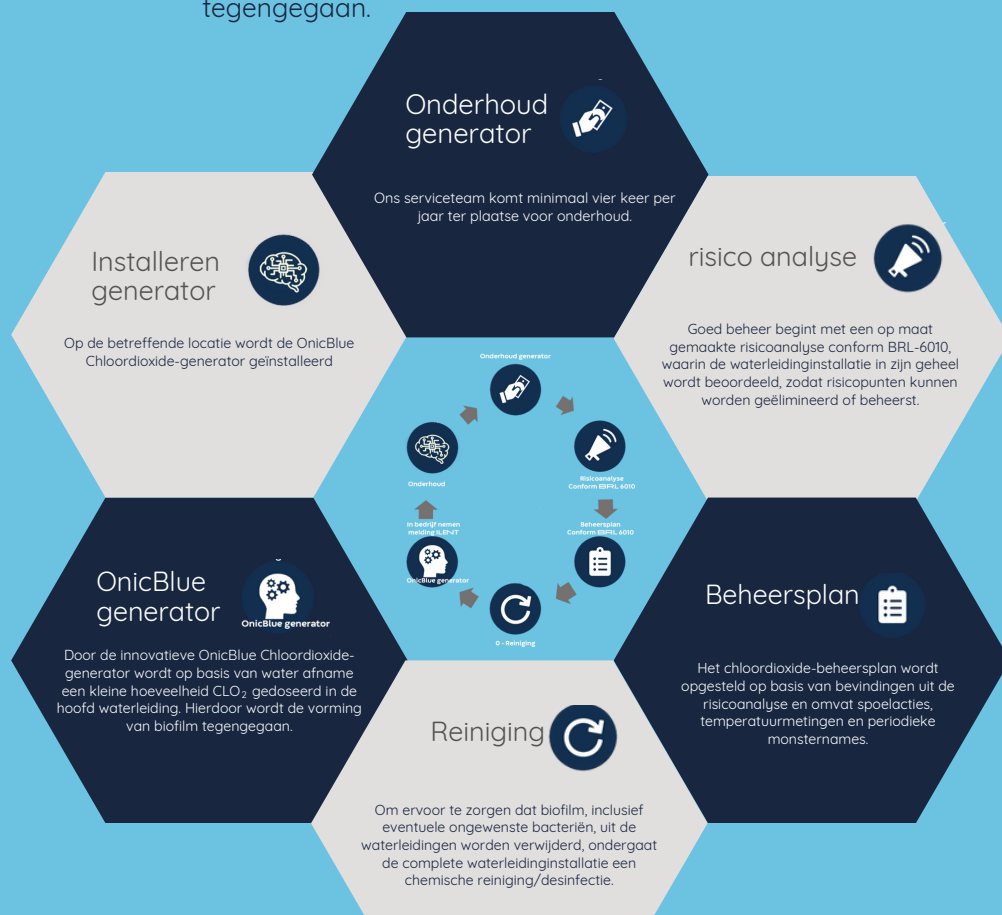 tegengegaan.
Onderhoud
generator
Ons serviceteam komt minimaal vier keer per
jaar ter plaatse voor onderhoud.
Installeren
generator
Op de betreffende locatie wordt de OnicBlue
Chloordioxide-generator geïnstalleerd
risico analyse
Goed beheer begint met een op maat
gemaakte risicoanalyse conform BRL-6010,
waarin de waterleidinginstallatie in zijn geheel
wordt beoordeeld, zodat risicopunten kunnen
worden geëlimineerd of beheerst.
Onderhoud generator
Onderhoud
Risicoanalyse
Conform BRL 6010
In bedrijf nemen
melding ILENT
Beheersplan
Conform BRL 6010
OnicBlue generator
0 - Reiniging
OnicBlue
generator
OnicBlue generator
Door de innovatieve OnicBlue Chloordioxide-
generator wordt op basis van water afname
een kleine hoeveelheid CLO₂ gedoseerd in de
hoofd waterleiding. Hierdoor wordt de vorming
van biofilm tegengegaan.
Beheersplan
Het chloordioxide-beheersplan wordt
opgesteld op basis van bevindingen uit de
risicoanalyse en omvat spoelacties,
temperatuurmetingen en periodieke
monsternames.
Reiniging
Om ervoor te zorgen dat biofilm, inclusief
eventuele ongewenste bacteriën, uit de
waterleidingen worden verwijderd, ondergaat
de complete waterleidinginstallatie een
chemische reiniging/desinfectie.